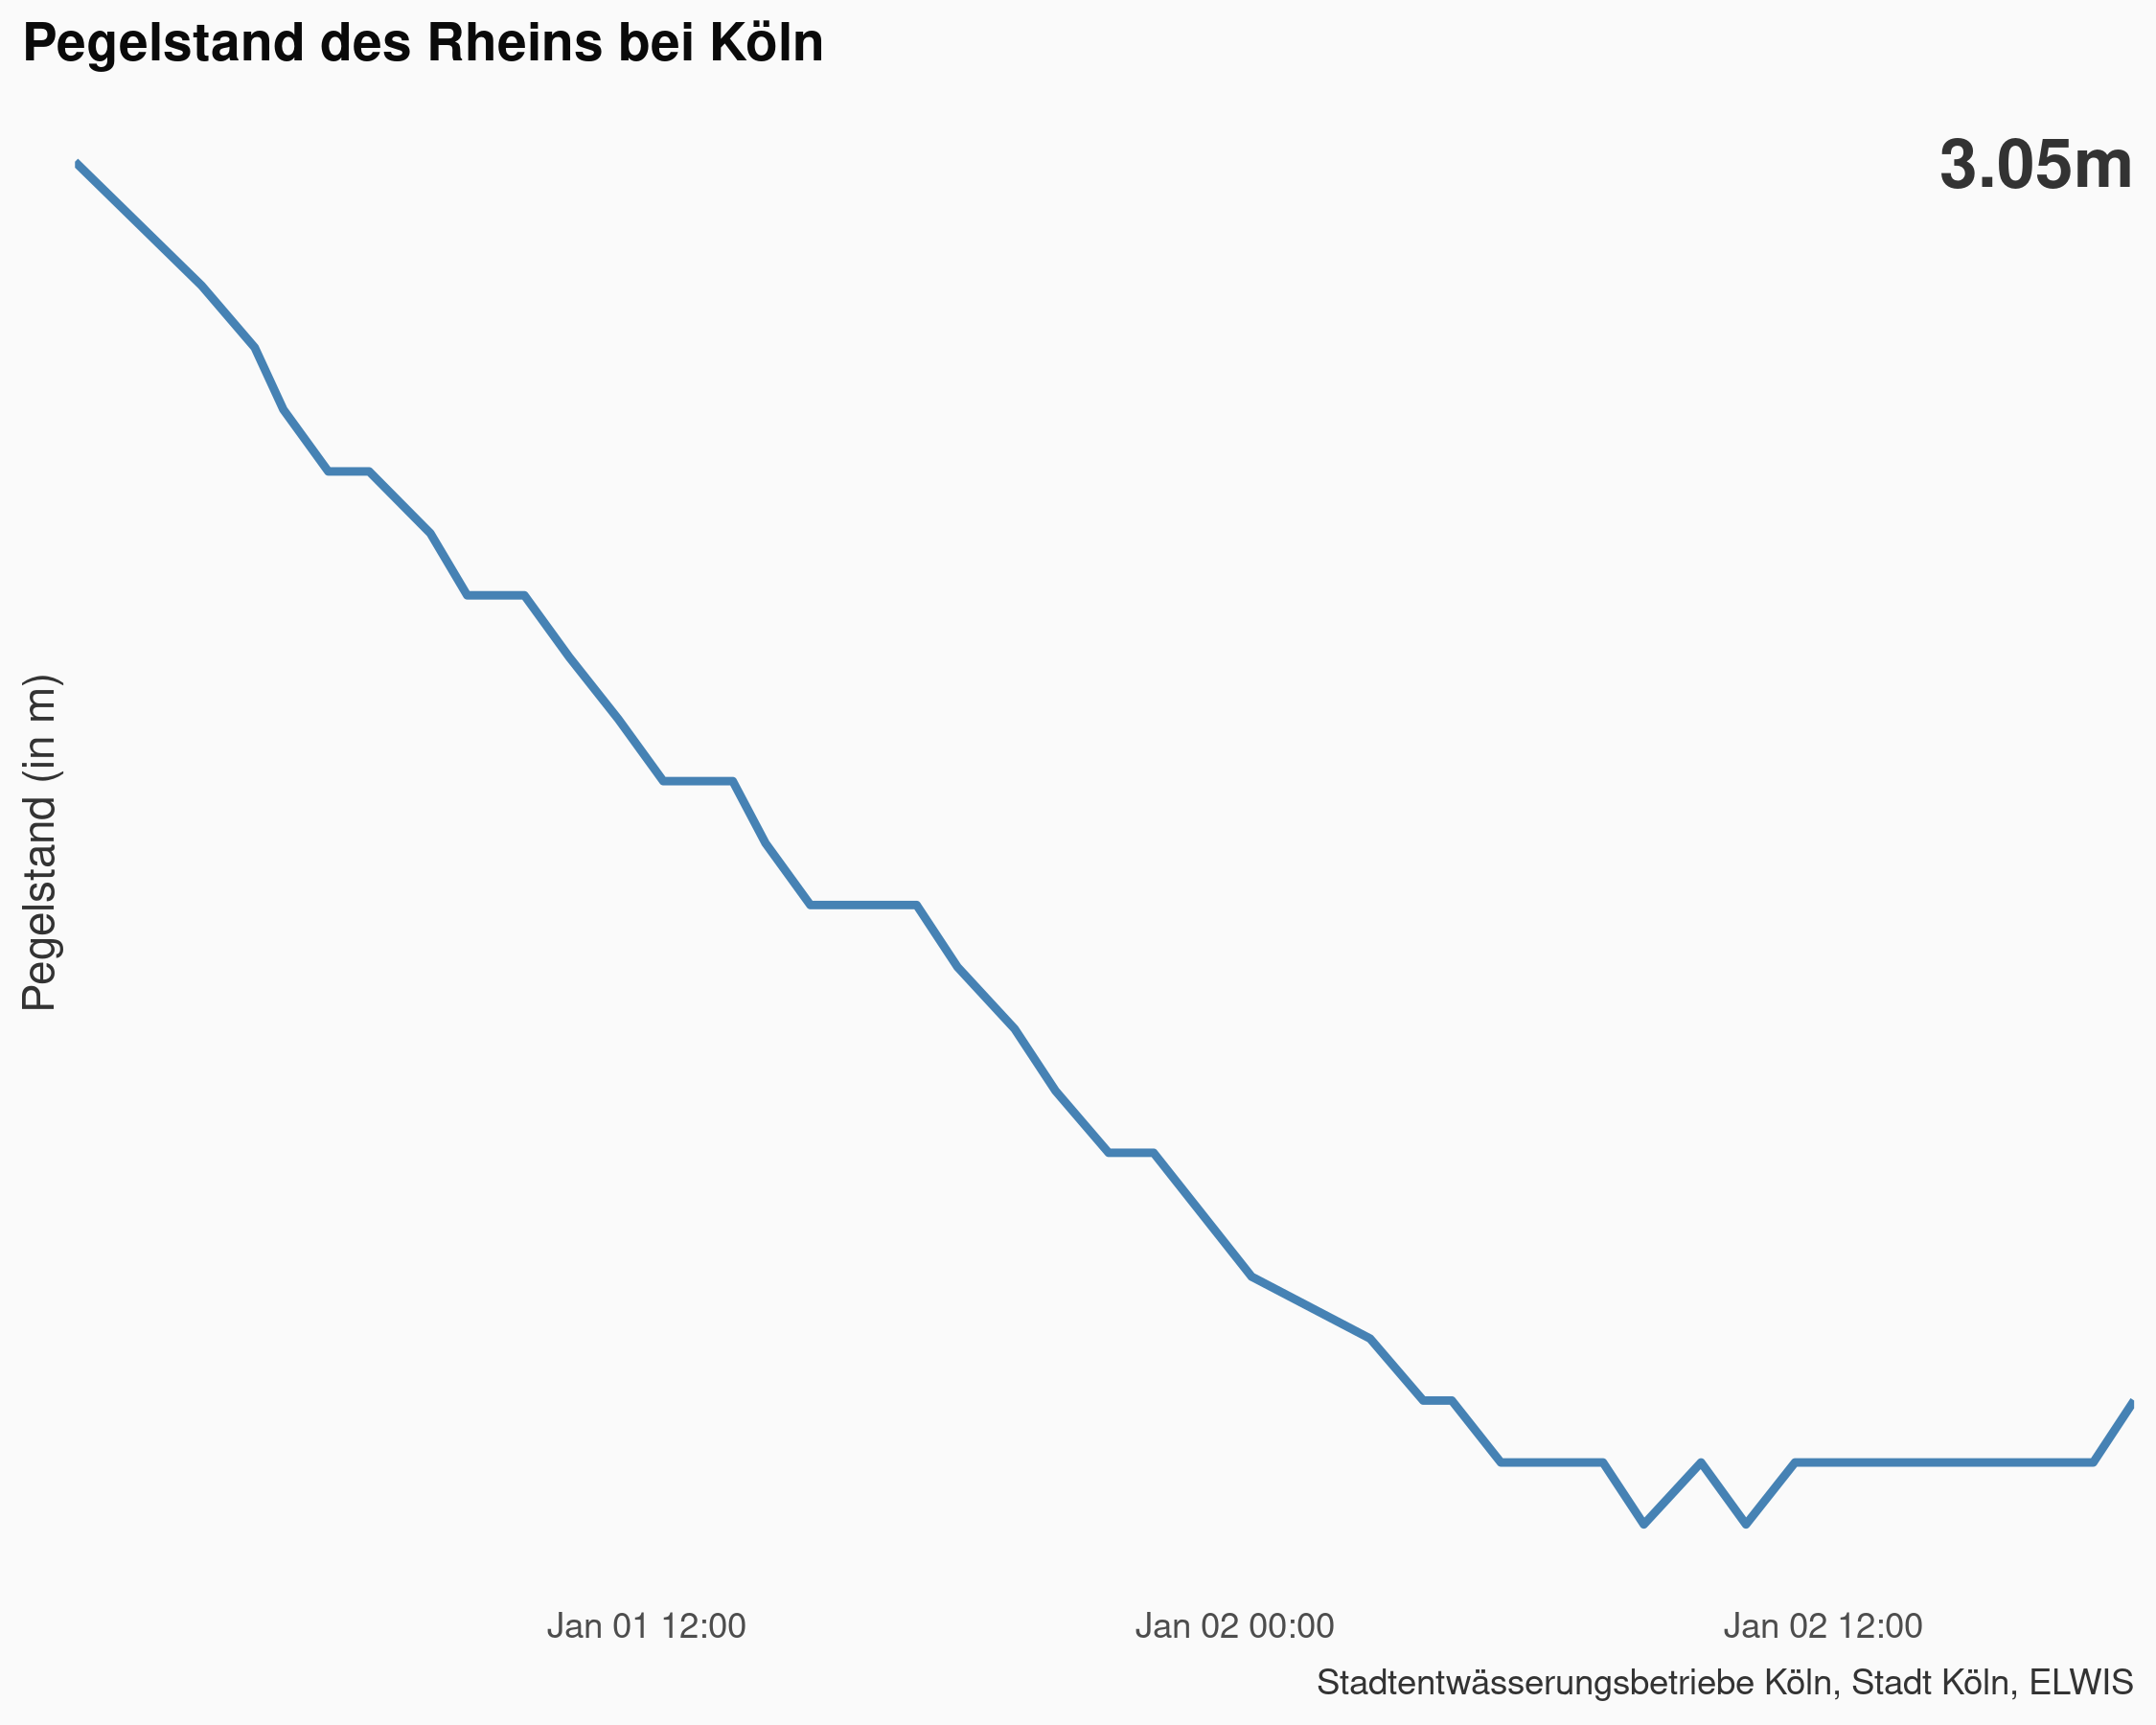 Pegelstand des Rheins bei Köln
3.05m
Pegelstand (in m)
Jan 01 12:00
Jan 02 00:00
Jan 02 12:00
Stadtentwässerungsbetriebe Köln, Stadt Köln, ELWIS